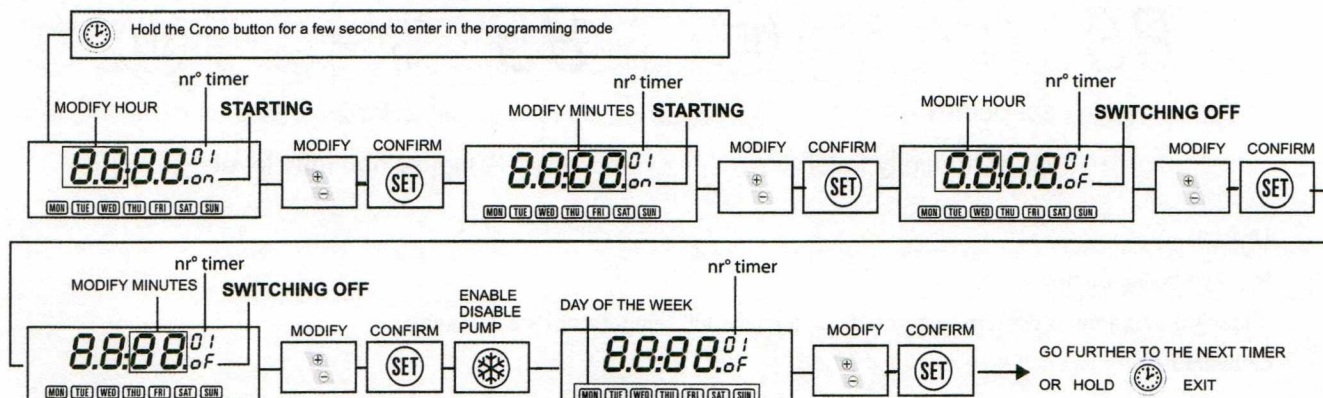 Hold the Crono button for a few second to enter in the programming mode
nr° timer
MODIFY HOUR
STARTING
8.8:8.8.01
on
MON TUE WED THU FRI SAT SUN
MODIFY
CONFIRM
SET
nr° timer
MODIFY MINUTES
STARTING
8.8:88.01
on
MON TUE WED THU FRI SAT SUN
MODIFY
CONFIRM
SET
nr° timer
MODIFY HOUR
SWITCHING OFF
8.8:8.8.01
oF
MON TUE WED THU FRI SAT SUN
MODIFY
CONFIRM
SET
nr° timer
MODIFY MINUTES
SWITCHING OFF
8.8:88.01
oF
MON TUE WED THU FRI SAT SUN
MODIFY
CONFIRM
SET
ENABLE
DISABLE
PUMP
nr° timer
DAY OF THE WEEK
8.8:88.01
oF
MON TUE WED THU FRI SAT SUN
MODIFY
CONFIRM
SET
GO FURTHER TO THE NEXT TIMER
OR HOLD EXIT